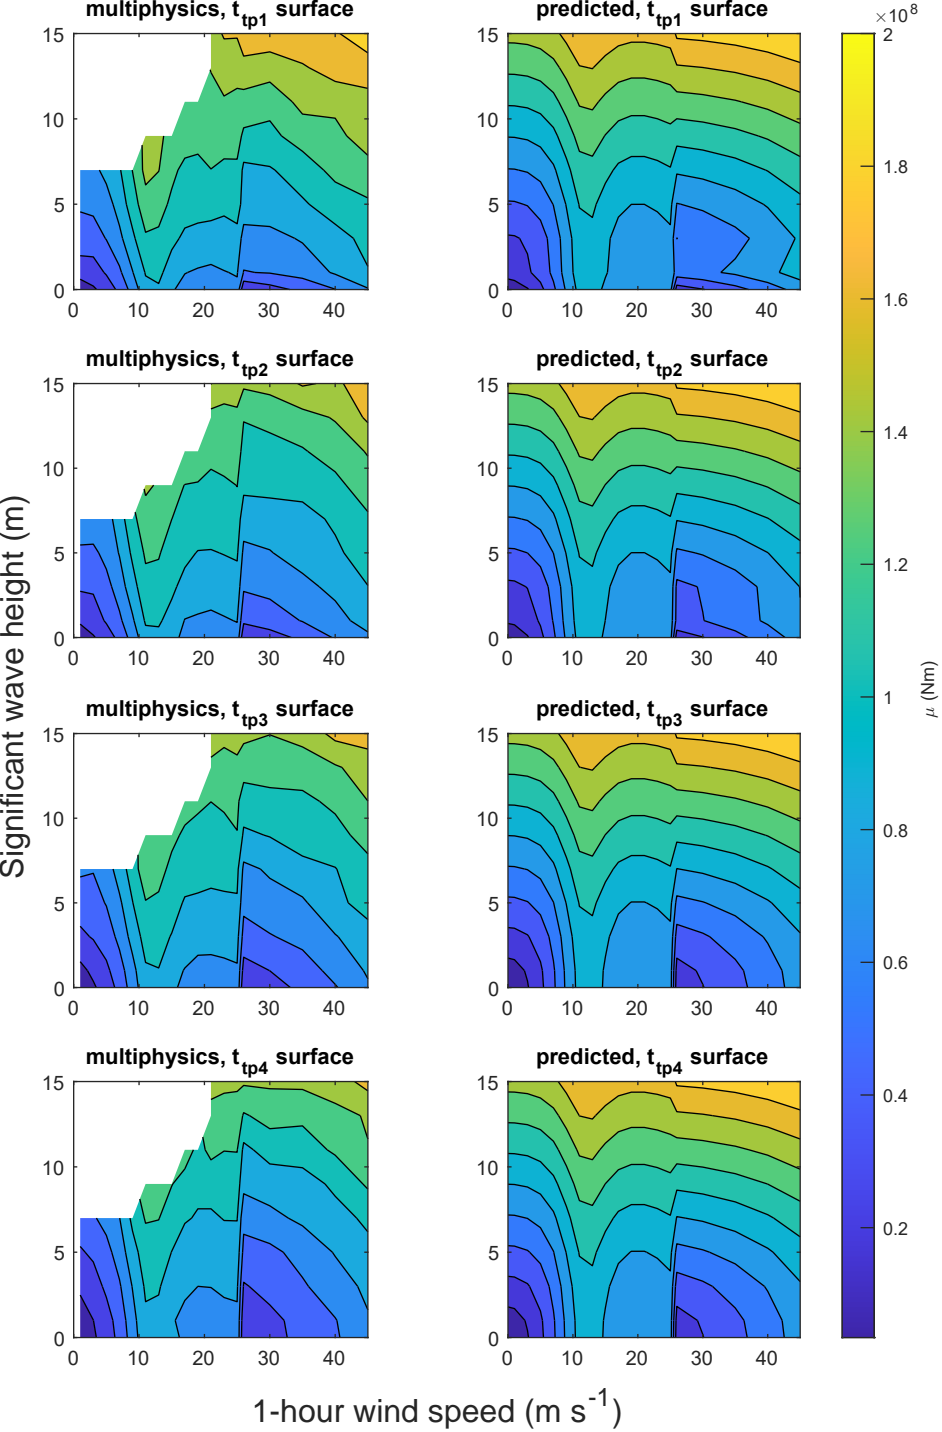 multiphysics, t_tp1 surface
predicted, t_tp1 surface
×10^8
15
10
5
0
0 10 20 30 40
15
10
5
0
0 10 20 30 40
multiphysics, t_tp2 surface
predicted, t_tp2 surface
15
10
5
0
0 10 20 30 40
15
10
5
0
0 10 20 30 40
multiphysics, t_tp3 surface
predicted, t_tp3 surface
15
10
5
0
0 10 20 30 40
15
10
5
0
0 10 20 30 40
multiphysics, t_tp4 surface
predicted, t_tp4 surface
15
10
5
0
0 10 20 30 40
15
10
5
0
0 10 20 30 40
Significant wave height (m)
1-hour wind speed (m s^-1)
2
1.8
1.6
1.4
1.2
1
0.8
0.6
0.4
0.2
μ (Nm)